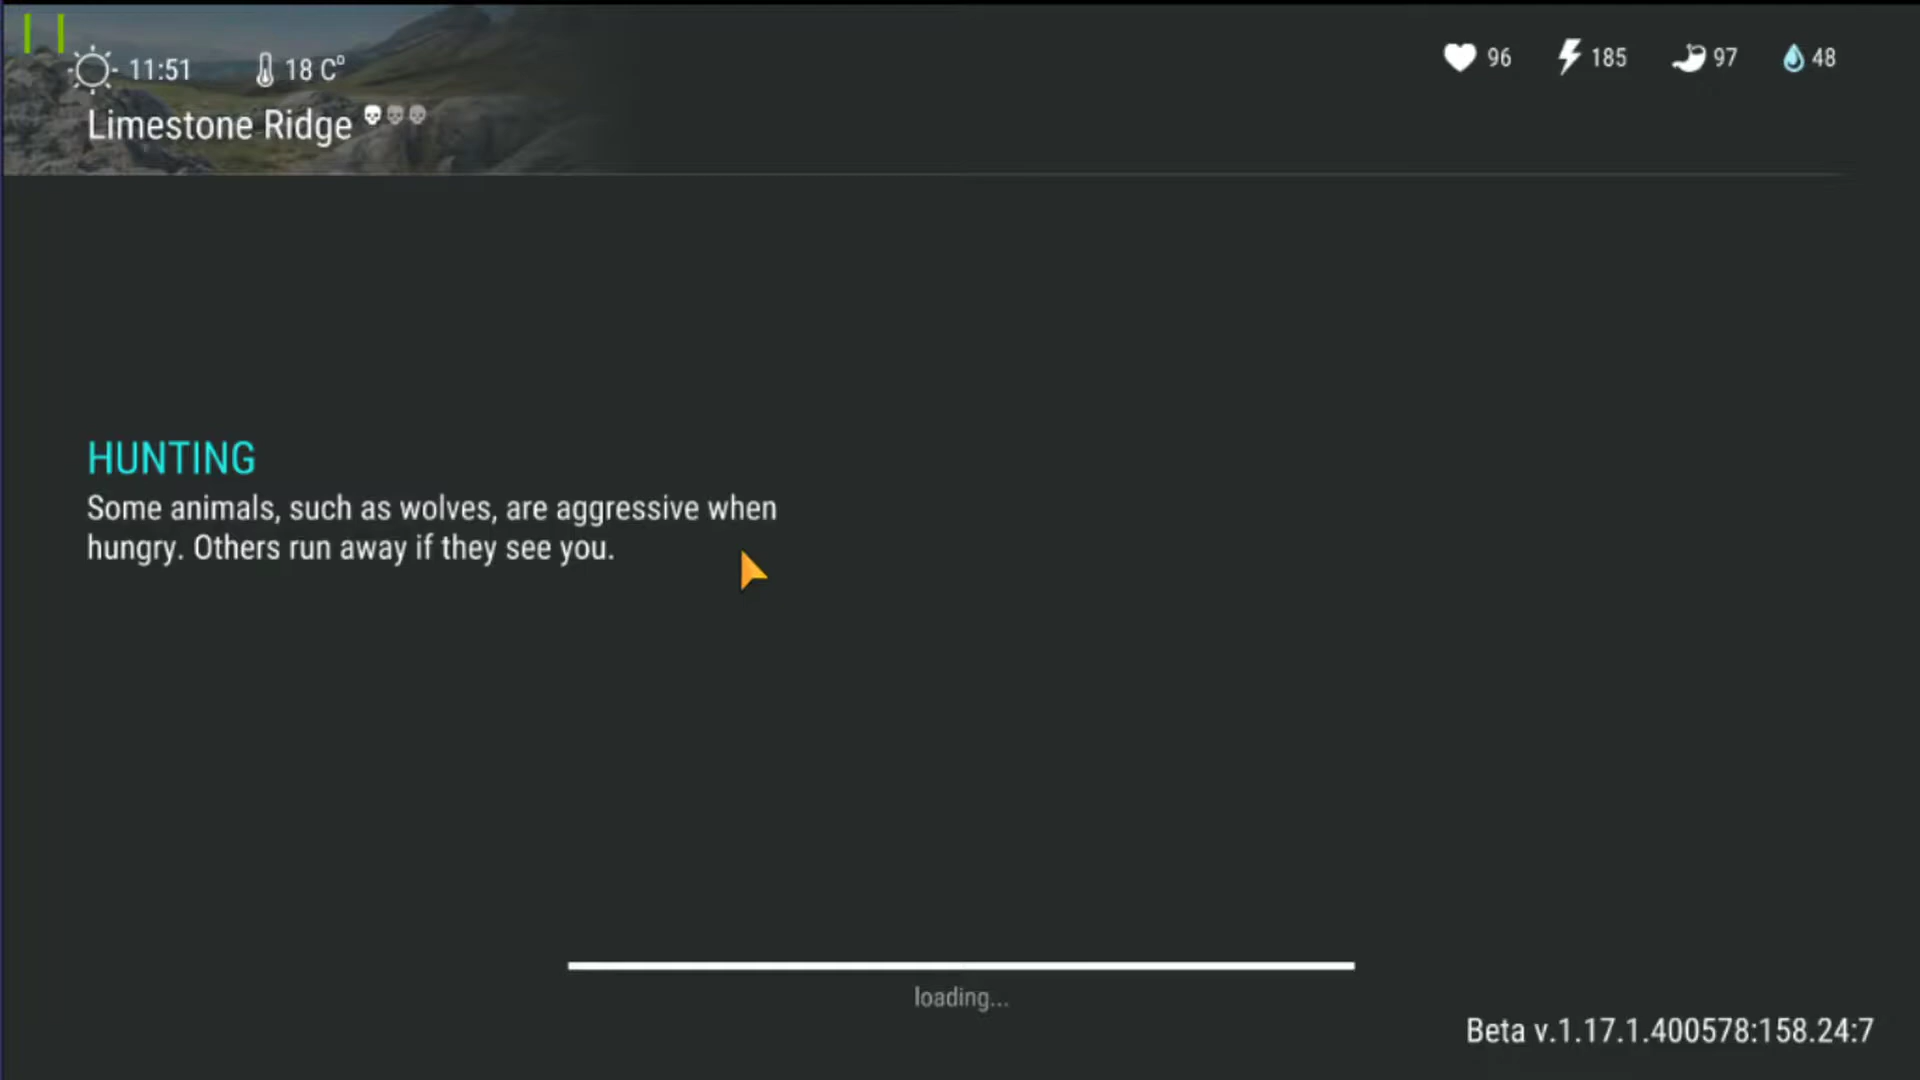 11:51 18 C°
96 185 97 48
Limestone Ridge
HUNTING
Some animals, such as wolves, are aggressive when
hungry. Others run away if they see you.
loading...
Beta v.1.17.1.400578:158.24:7